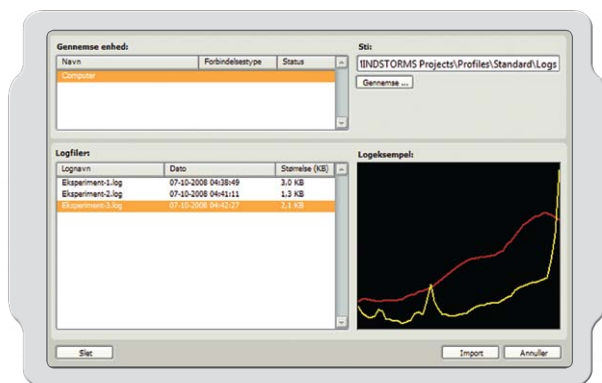 Gennemse enhed:
Navn Forbindelsestype Status
Computer
Sti:
MINDSTORMS Projects\Profiles\Standard\Logs
Gennemse ...
Logfiler:
Lognavn Dato Størrelse (KB)
Eksperiment-1.log 07-10-2008 04:38:49 3.0 KB
Eksperiment-2.log 07-10-2008 04:41:11 1.3 KB
Eksperiment-3.log 07-10-2008 04:42:27 2.1 KB
Logeksempel:
Slet
Import Annuller